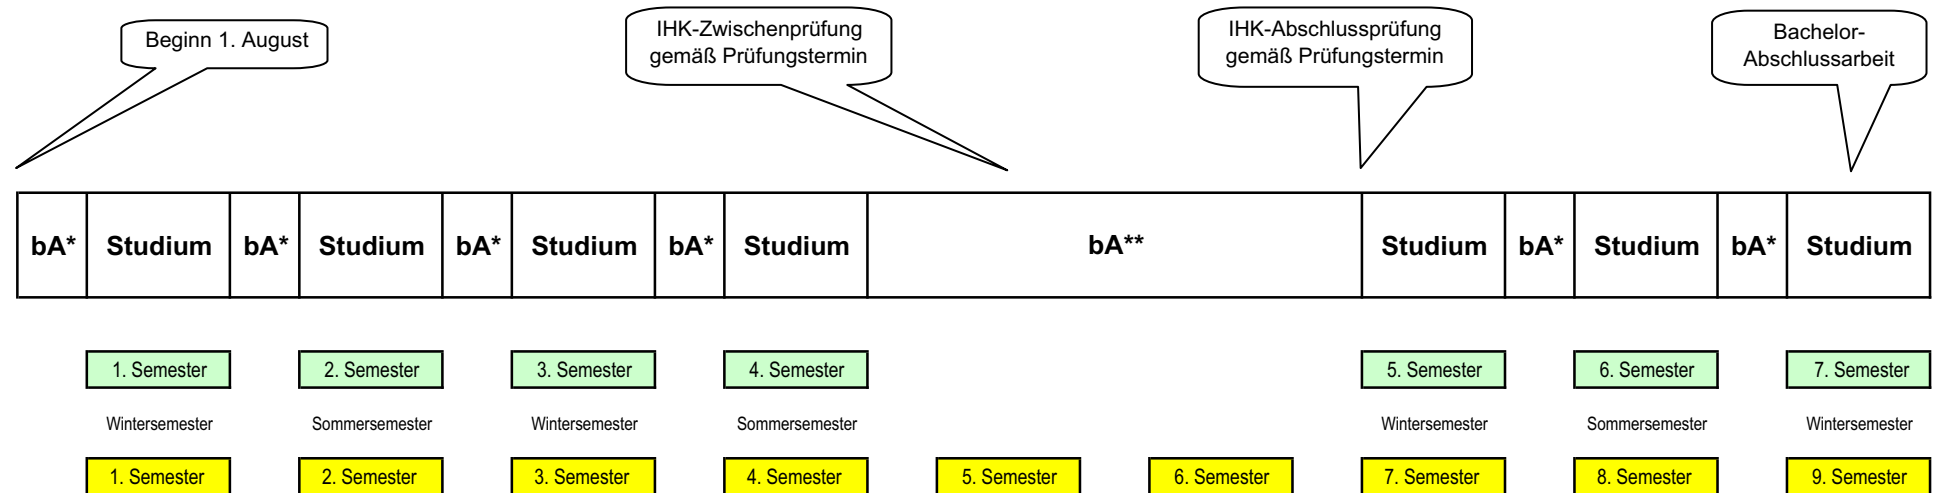 Beginn 1. August
IHK-Zwischenprüfung
gemäß Prüfungstermin
IHK-Abschlussprüfung
gemäß Prüfungstermin
Bachelor-
Abschlussarbeit
bA* Studium bA* Studium bA* Studium bA* Studium bA** Studium bA* Studium bA* Studium
1. Semester 2. Semester 3. Semester 4. Semester 5. Semester 6. Semester 7. Semester
Wintersemester Sommersemester Wintersemester Sommersemester Wintersemester Sommersemester Wintersemester
1. Semester 2. Semester 3. Semester 4. Semester 5. Semester 6. Semester 7. Semester 8. Semester 9. Semester